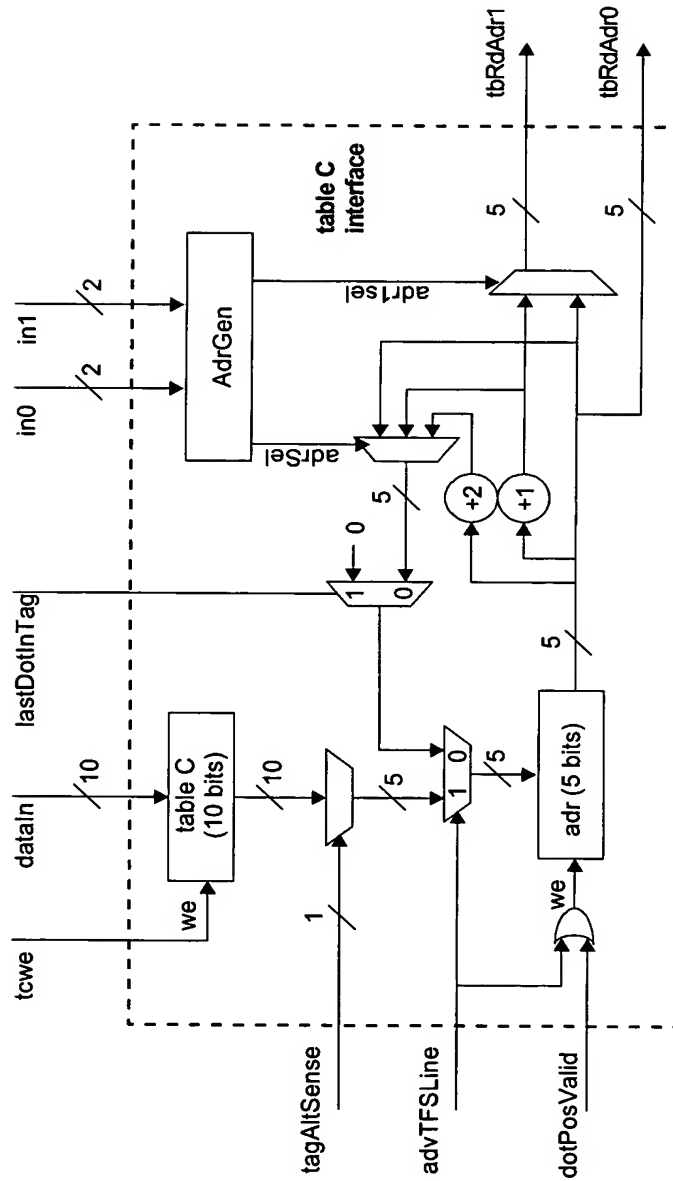 tcwe
dataIn
lastDotInTag
in0
in1
10
2
2
we
table C
(10 bits)
AdrGen
table C
interface
10
1
0
1
0
5
adrSel
adr1sel
tagAltSense
1
5
advTFSLine
1
0
5
+2
+1
5
tbRdAdr1
5
tbRdAdr0
dotPosValid
we
adr (5 bits)
5